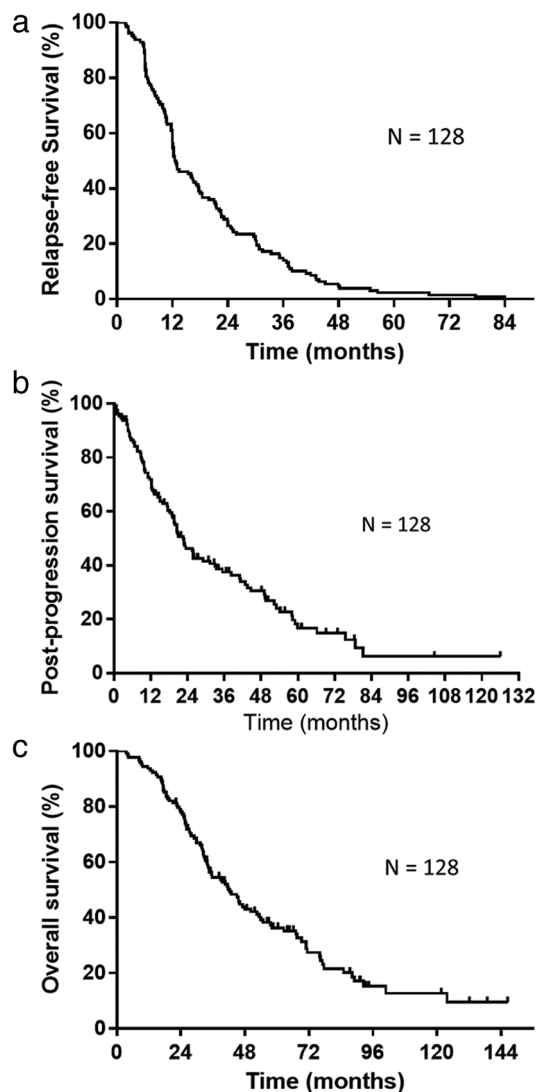 a
Relapse-free Survival (%)
100
80
60
40
20
0
N = 128
0 12 24 36 48 60 72 84
Time (months)
b
Post-progression survival (%)
100
80
60
40
20
0
N = 128
0 12 24 36 48 60 72 84 96 108 120 132
Time (months)
c
Overall survival (%)
100
80
60
40
20
0
N = 128
0 24 48 72 96 120 144
Time (months)